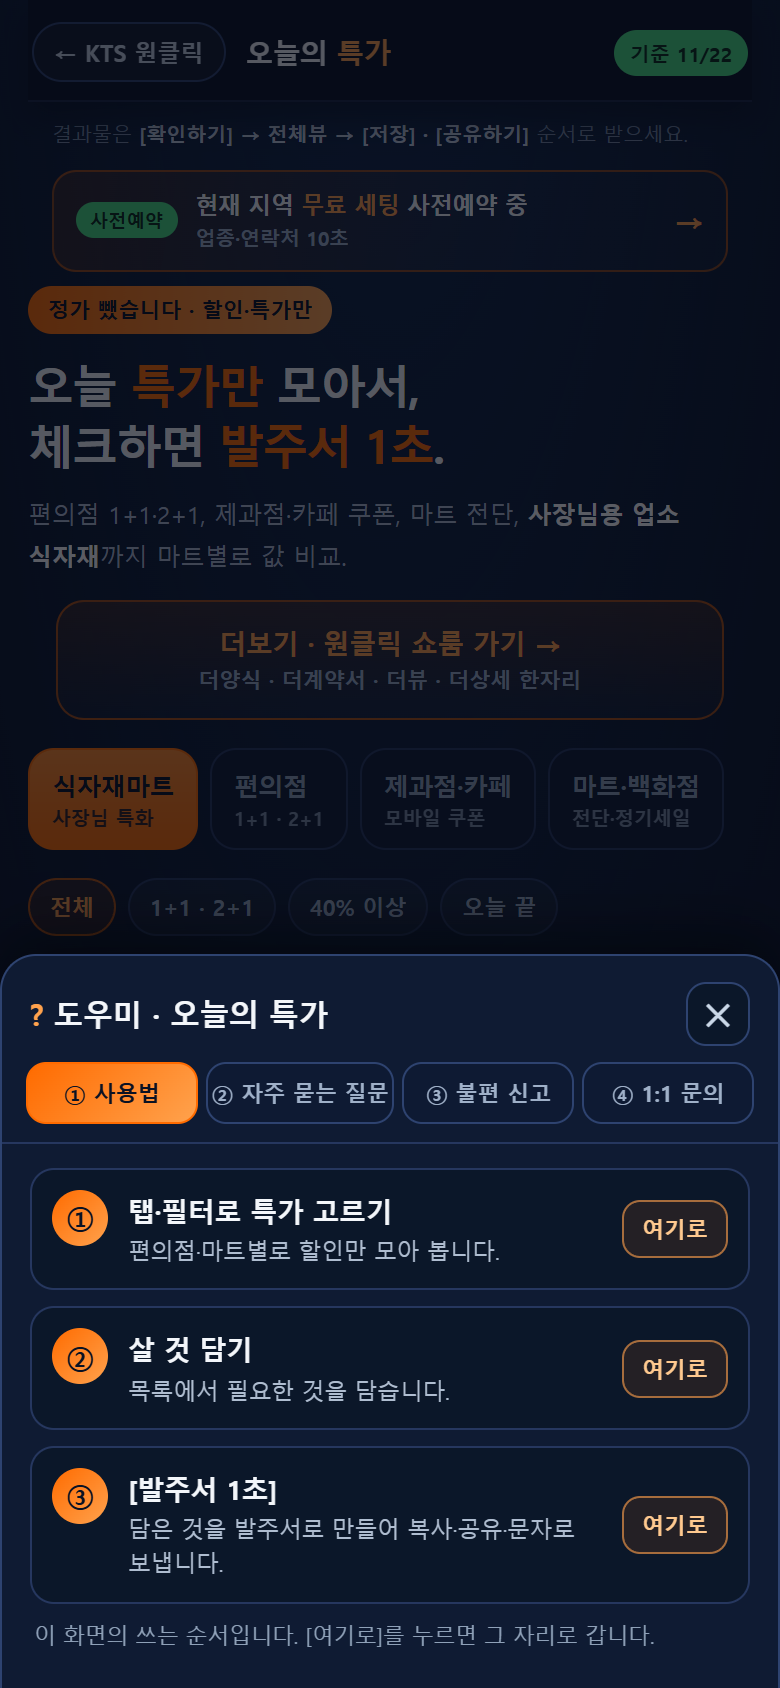 ← KTS 원클릭
오늘의 특가
기준 11/22
결과물은 [확인하기] → 전체뷰 → [저장] · [공유하기] 순서로 받으세요.
사전예약
현재 지역 무료 세팅 사전예약 중
업종·연락처 10초
→
정가 뺐습니다 · 할인·특가만
오늘 특가만 모아서,
체크하면 발주서 1초.
편의점 1+1·2+1, 제과점·카페 쿠폰, 마트 전단, 사장님용 업소
식자재까지 마트별로 값 비교.
더보기 · 원클릭 쇼룸 가기 →
더양식 · 더계약서 · 더뷰 · 더상세 한자리
식자재마트
사장님 특화
편의점
1+1 · 2+1
제과점·카페
모바일 쿠폰
마트·백화점
전단·정기세일
전체
1+1 · 2+1
40% 이상
오늘 끝
? 도우미 · 오늘의 특가
① 사용법
② 자주 묻는 질문
③ 불편 신고
④ 1:1 문의
①
탭·필터로 특가 고르기
편의점·마트별로 할인만 모아 봅니다.
여기로
②
살 것 담기
목록에서 필요한 것을 담습니다.
여기로
③
[발주서 1초]
담은 것을 발주서로 만들어 복사·공유·문자로
보냅니다.
여기로
이 화면의 쓰는 순서입니다. [여기로]를 누르면 그 자리로 갑니다.